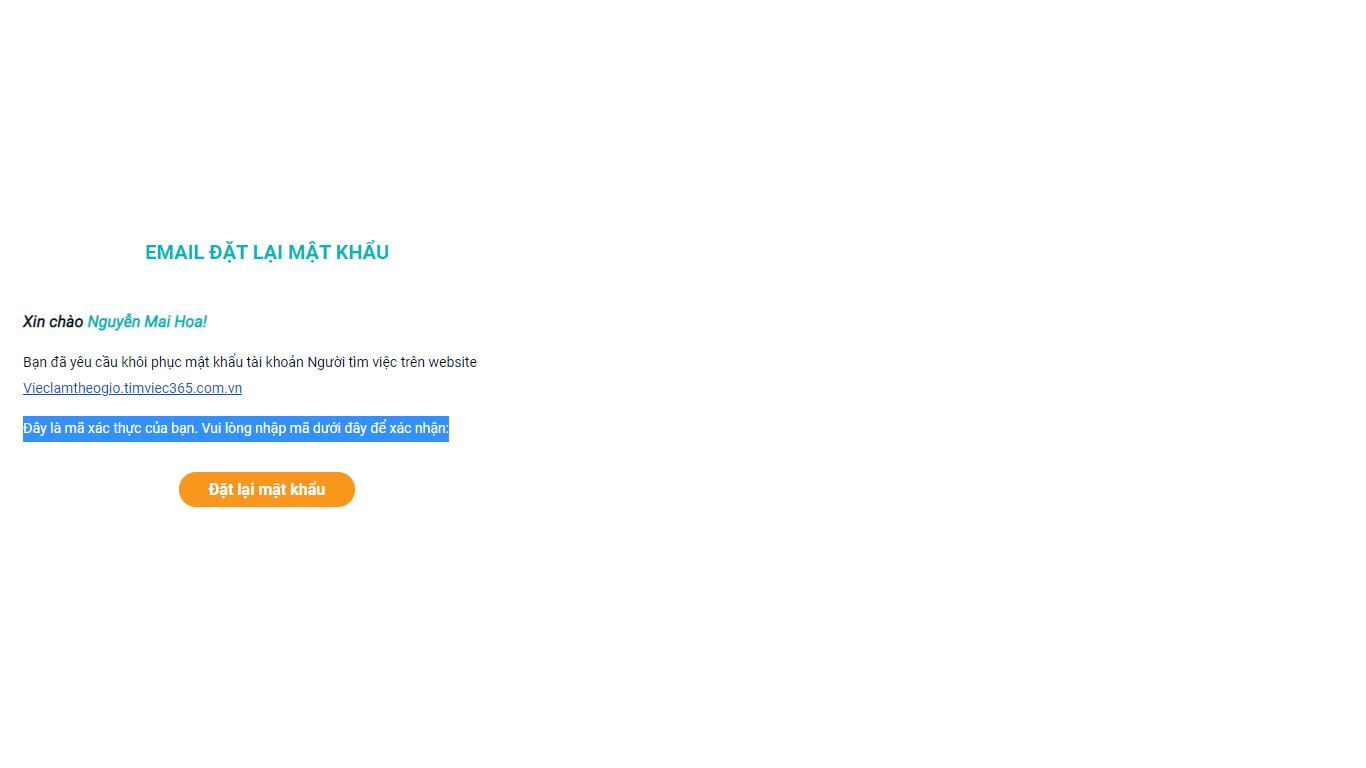 EMAIL ĐẶT LẠI MẬT KHẨU
Xin chào Nguyễn Mai Hoa!
Bạn đã yêu cầu khôi phục mật khẩu tài khoản Người tìm việc trên website
Vieclamtheogio.timviec365.com.vn
Đây là mã xác thực của bạn. Vui lòng nhập mã dưới đây để xác nhận:
Đặt lại mật khẩu